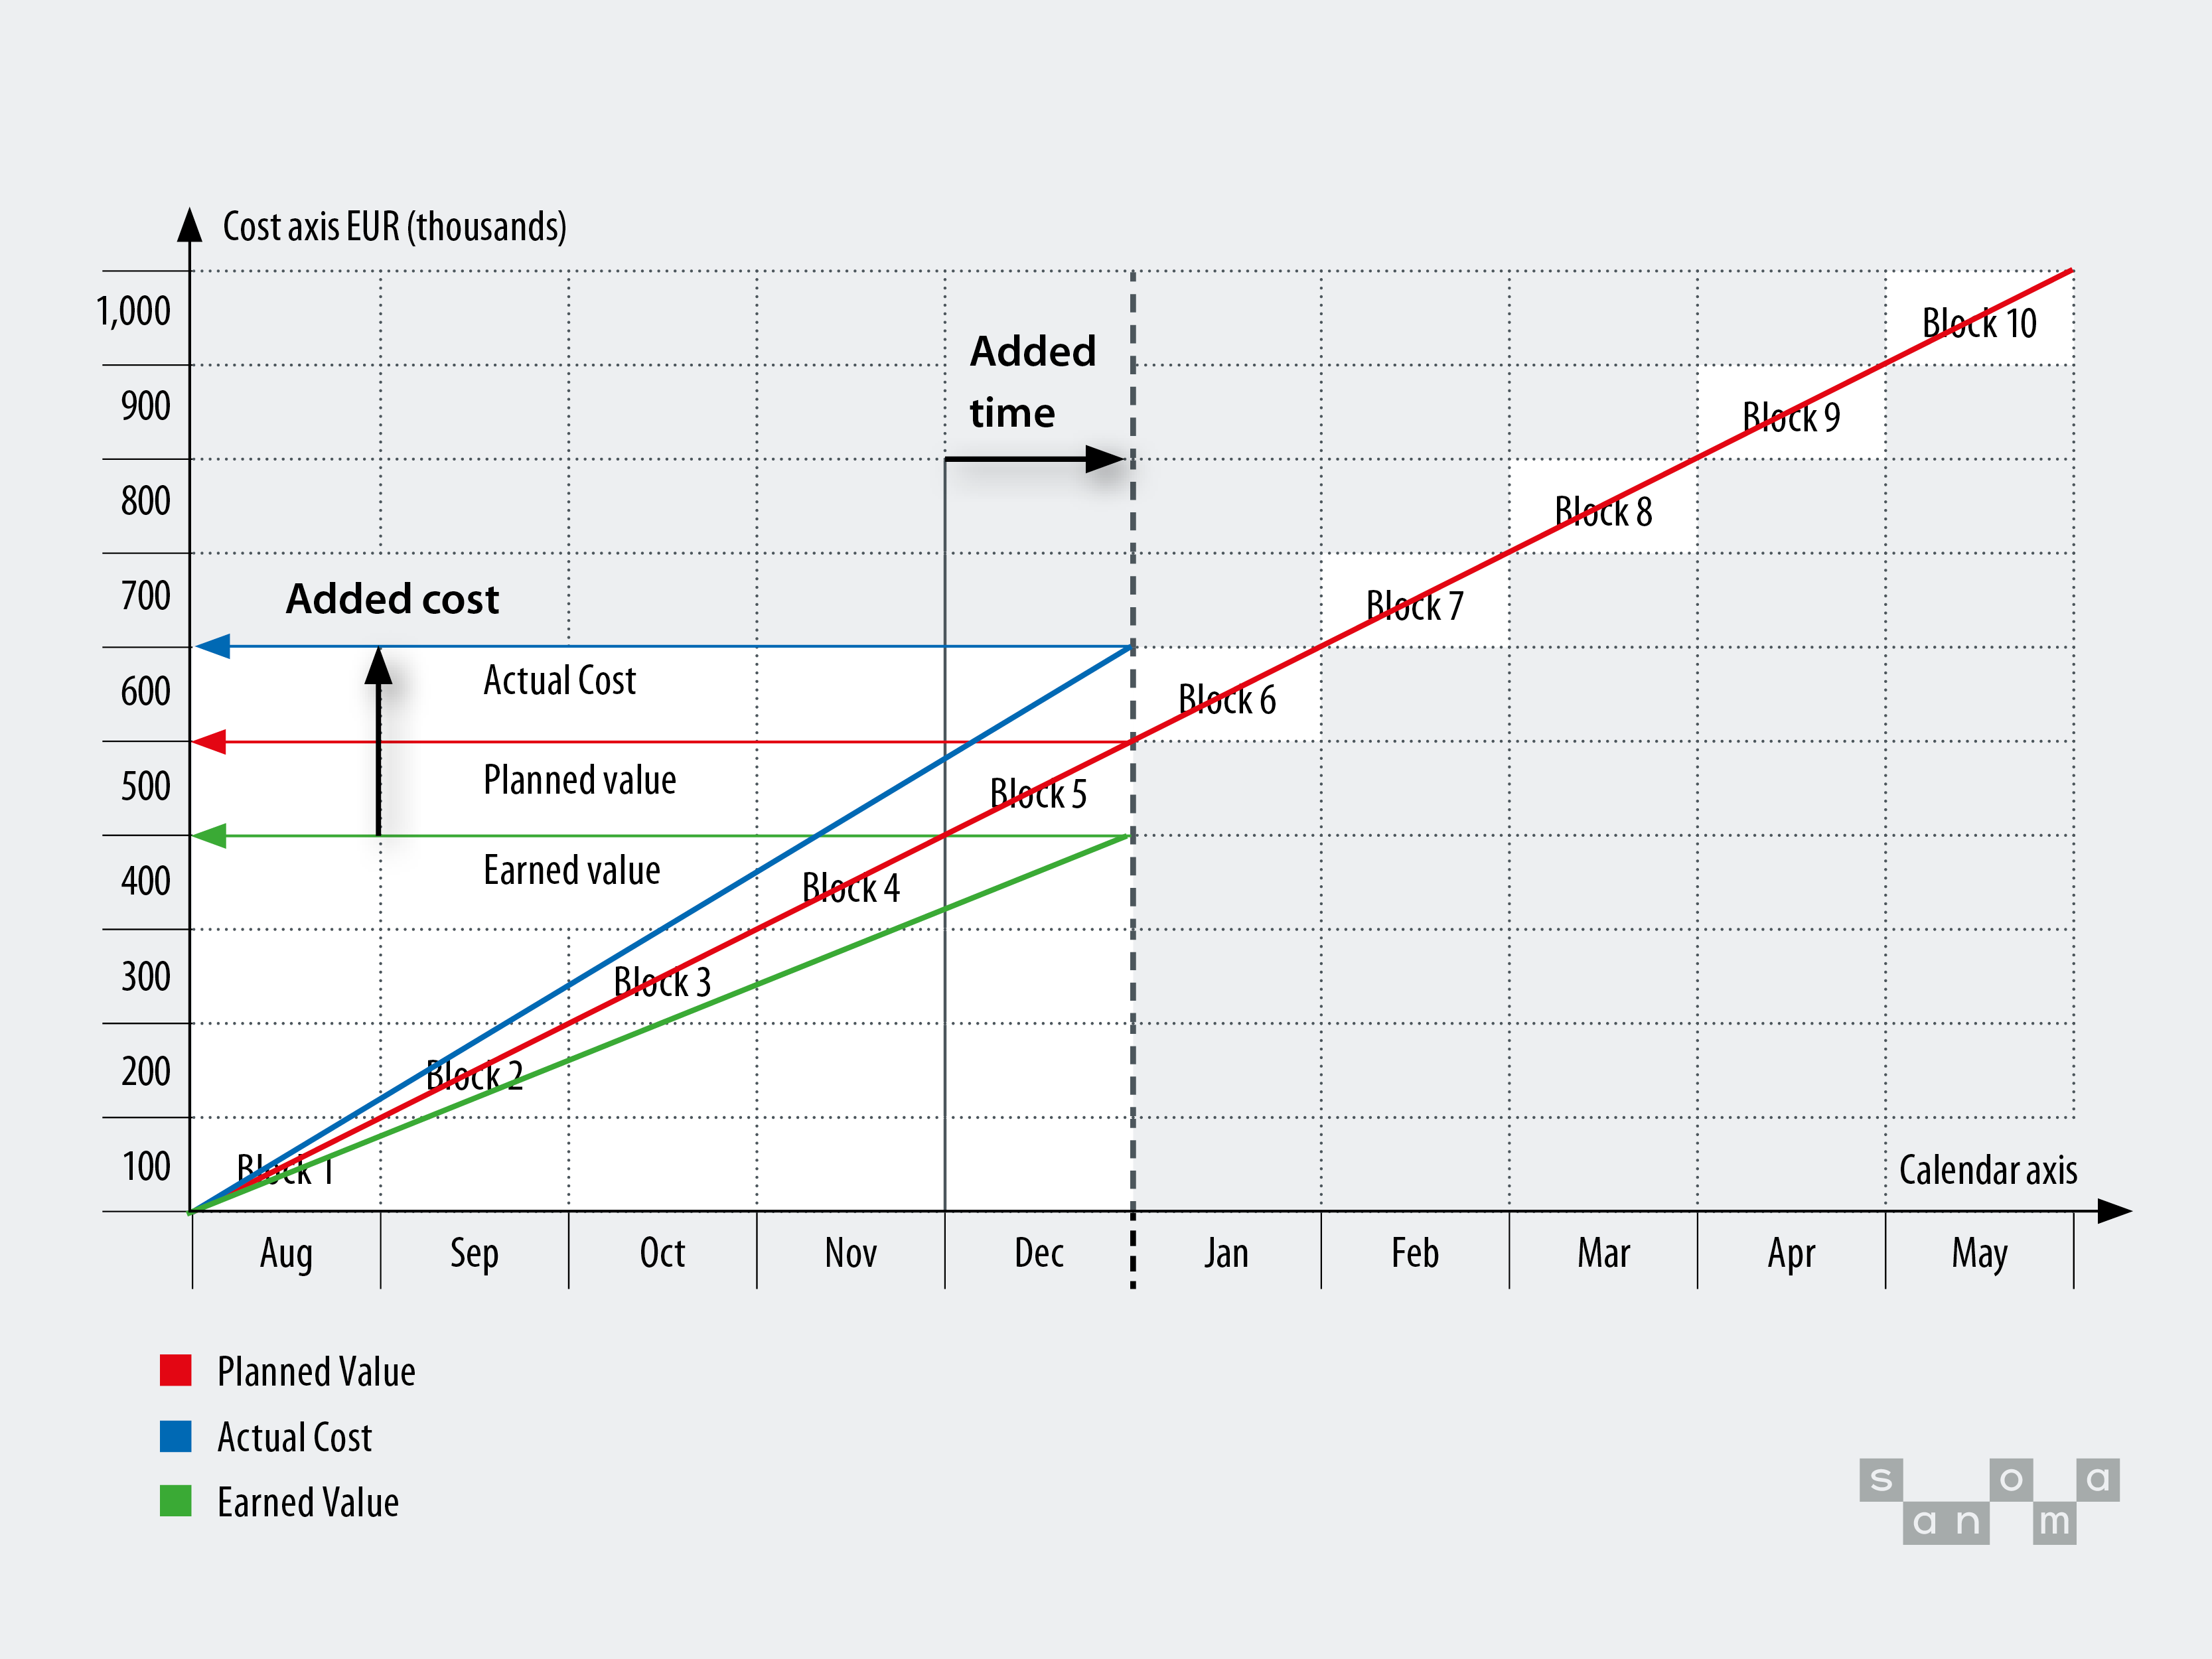 Cost axis EUR (thousands)
1,000
900
800
700
600
500
400
300
200
100
Added
time
Added cost
Actual Cost
Planned value
Earned value
Block 10
Block 9
Block 8
Block 7
Block 6
Block 5
Block 4
Block 3
Block 2
Block 1
Calendar axis
Aug Sep Oct Nov Dec Jan Feb Mar Apr May
Planned Value
Actual Cost
Earned Value
sanoma